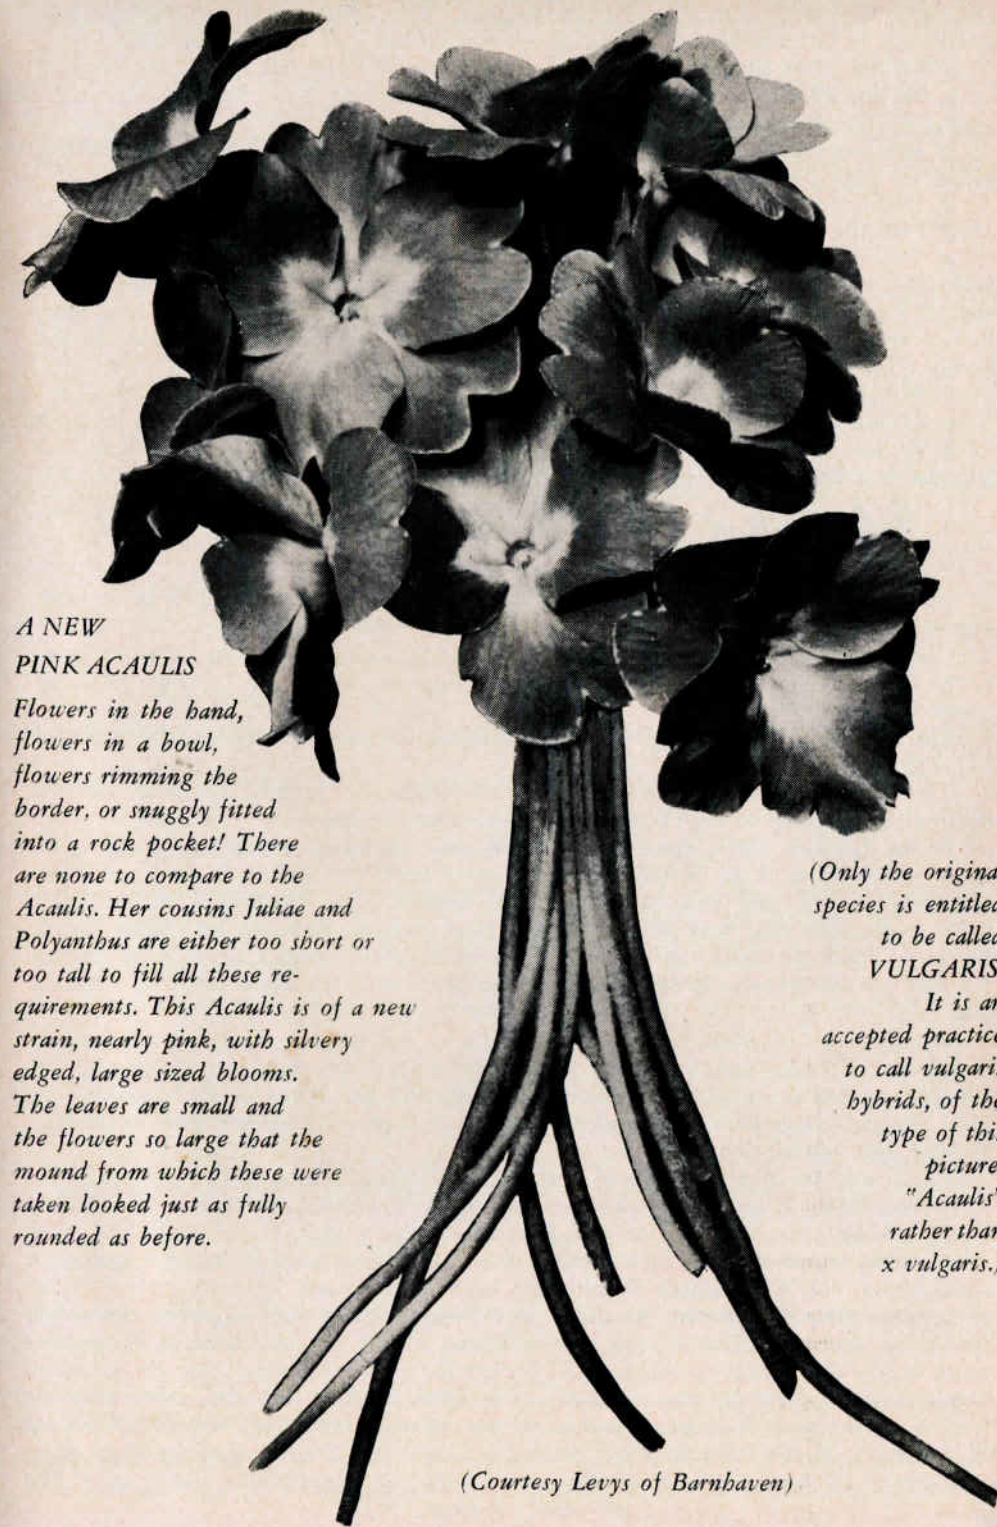 A NEW
PINK ACAULIS
Flowers in the hand,
flowers in a bowl,
flowers rimming the
border, or snuggly fitted
into a rock pocket! There
are none to compare to the
Acaulis. Her cousins Juliae and
Polyanthus are either too short or
too tall to fill all these re-
quirements. This Acaulis is of a new
strain, nearly pink, with silvery
edged, large sized blooms.
The leaves are small and
the flowers so large that the
mound from which these were
taken looked just as fully
rounded as before.
(Only the origina
species is entitled
to be called
VULGARIS.
It is an
accepted practice
to call vulgaris
hybrids, of the
type of this
picture
"Acaulis"
rather than
x vulgaris.)
(Courtesy Levys of Barnhaven)